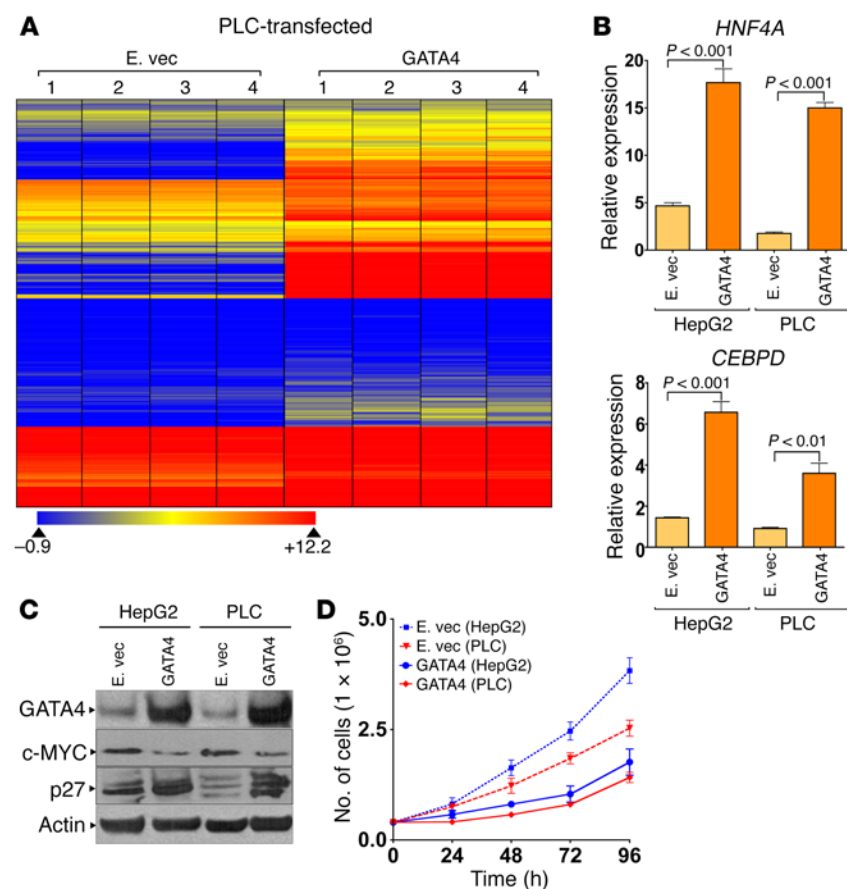 A
PLC-transfected
E. vec GATA4
1 2 3 4 1 2 3 4
–0.9 +12.2
B
HNF4A
Relative expression
20
15
10
5
0
P < 0.001
P < 0.001
E. vec GATA4 E. vec GATA4
HepG2 PLC
CEBPD
Relative expression
8
6
4
2
0
P < 0.001
P < 0.01
E. vec GATA4 E. vec GATA4
HepG2 PLC
C
HepG2 PLC
E. vec GATA4 E. vec GATA4
GATA4
c-MYC
p27
Actin
D
No. of cells (1 × 10⁶)
5.0
2.5
0.0
E. vec (HepG2)
E. vec (PLC)
GATA4 (HepG2)
GATA4 (PLC)
0 24 48 72 96
Time (h)